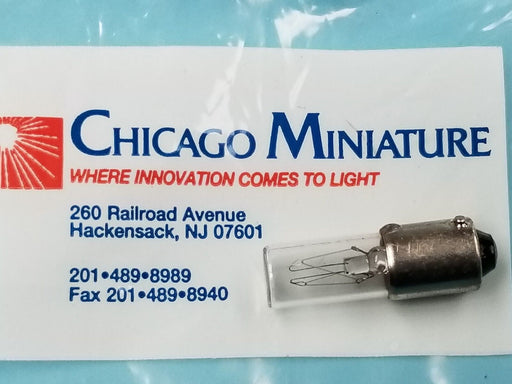 CHICAGO MINIATURE
WHERE INNOVATION COMES TO LIGHT
260 Railroad Avenue
Hackensack, NJ 07601
201•489•8989
Fax 201•489•8940